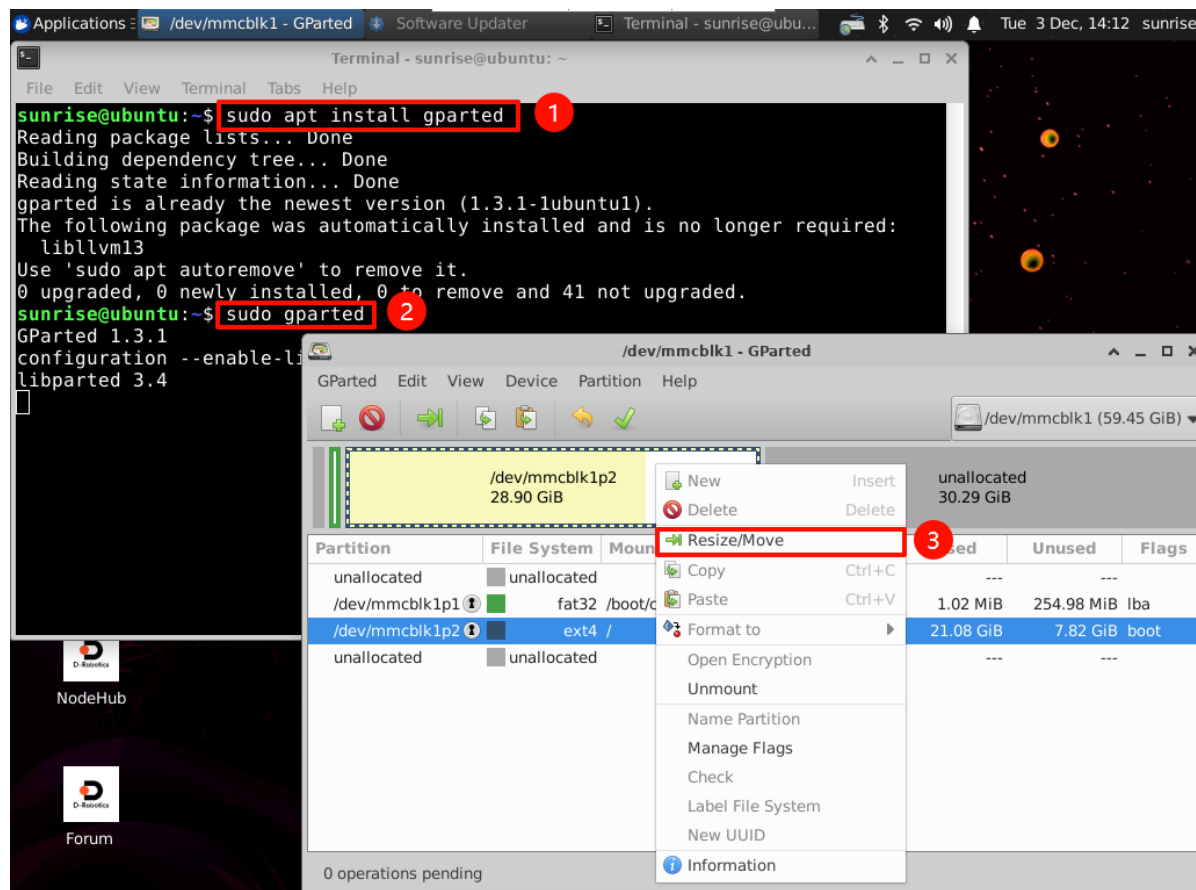 Applications
/dev/mmcblk1 - GParted
Software Updater
Terminal - sunrise@ubu...
Tue 3 Dec, 14:12 sunrise
Terminal - sunrise@ubuntu: ~
File Edit View Terminal Tabs Help
sunrise@ubuntu:~$ sudo apt install gparted
1
Reading package lists... Done
Building dependency tree... Done
Reading state information... Done
gparted is already the newest version (1.3.1-1ubuntu1).
The following package was automatically installed and is no longer required:
libllvm13
Use 'sudo apt autoremove' to remove it.
0 upgraded, 0 newly installed, 0 to remove and 41 not upgraded.
sunrise@ubuntu:~$ sudo gparted
2
GParted 1.3.1
configuration --enable-li
libparted 3.4
/dev/mmcblk1 - GParted
GParted Edit View Device Partition Help
/dev/mmcblk1 (59.45 GiB)
/dev/mmcblk1p2
28.90 GiB
unallocated
30.29 GiB
Partition File System Moun sed Unused Flags
unallocated unallocated --- ---
/dev/mmcblk1p1 fat32 /boot/c 1.02 MiB 254.98 MiB lba
/dev/mmcblk1p2 ext4 / 21.08 GiB 7.82 GiB boot
unallocated unallocated --- ---
New Insert
Delete Delete
Resize/Move
3
Copy Ctrl+C
Paste Ctrl+V
Format to
Open Encryption
Unmount
Name Partition
Manage Flags
Check
Label File System
New UUID
Information
0 operations pending
D-Robotics
NodeHub
D-Robotics
Forum